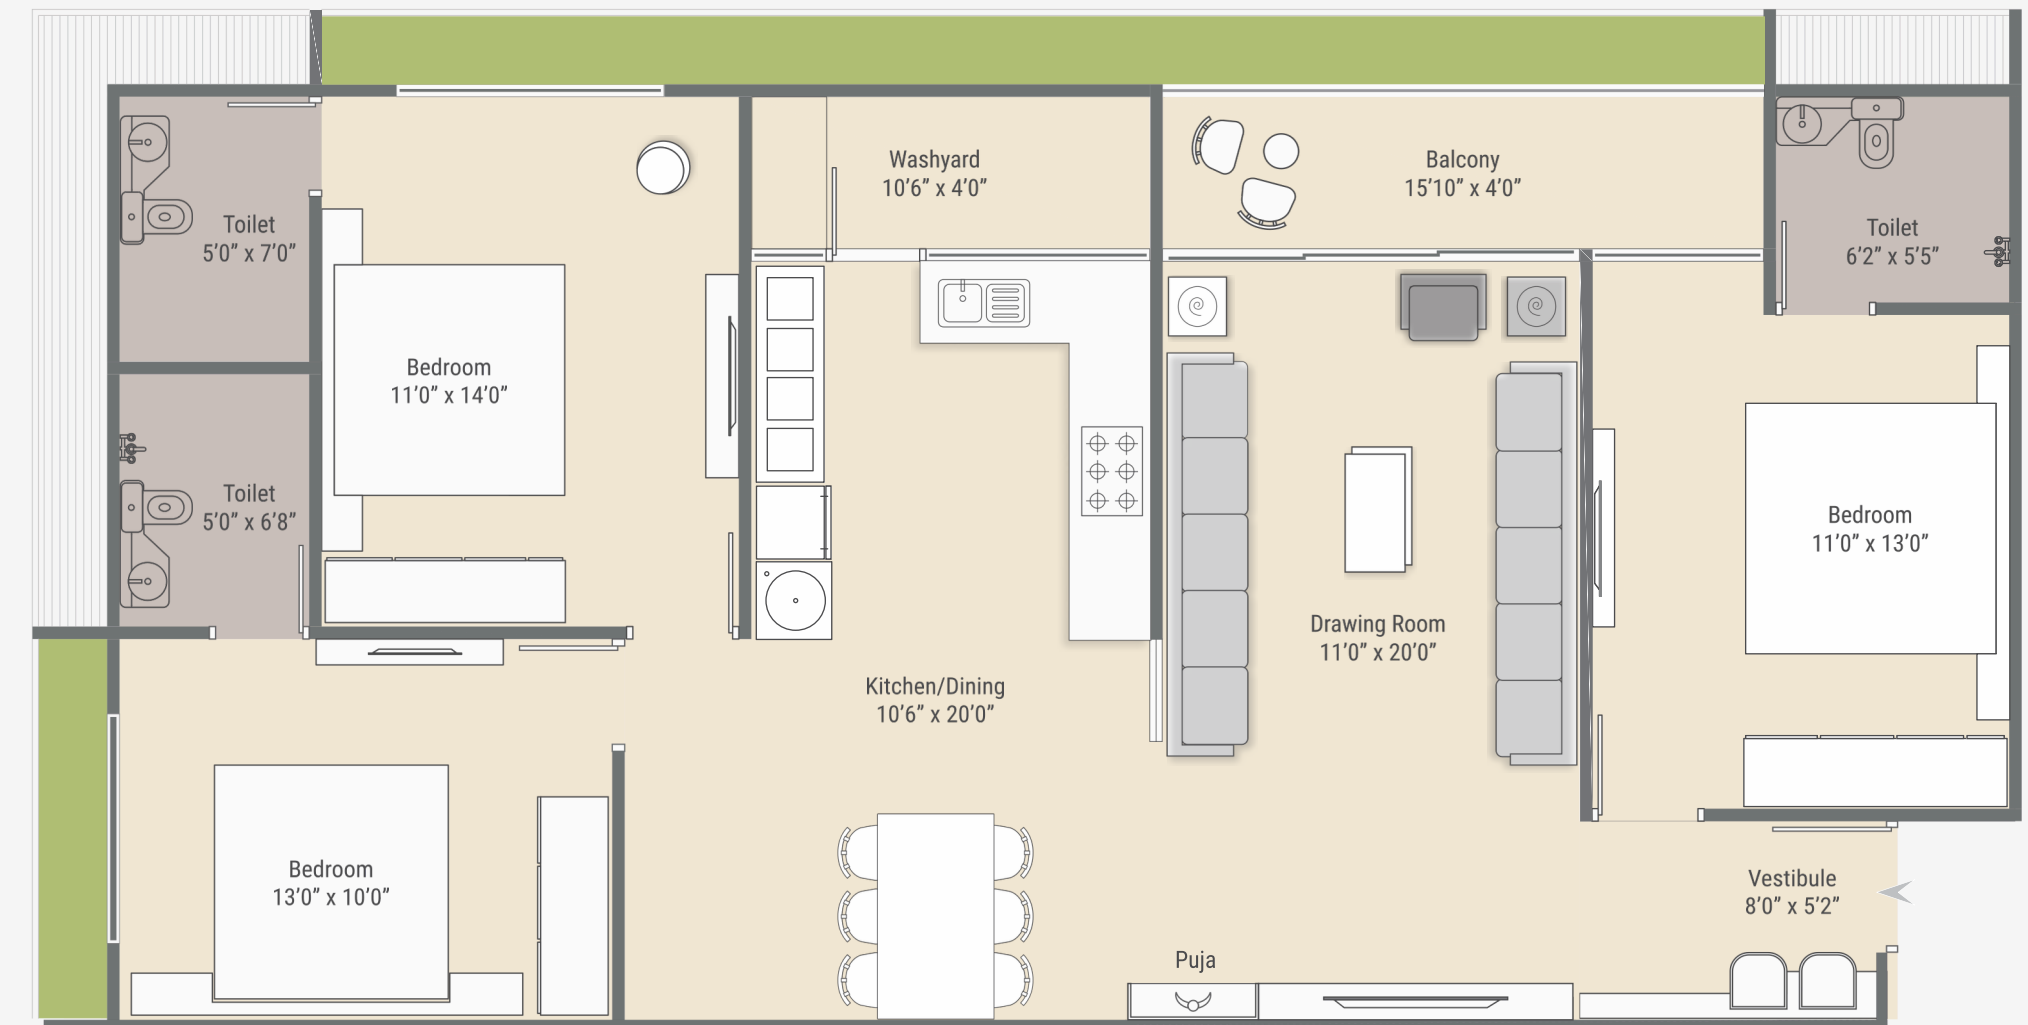 Washyard
10’6” x 4’0”
Balcony
15’10” x 4’0”
Toilet
5’0” x 7’0”
Toilet
6’2” x 5’5”
Bedroom
11’0” x 14’0”
Toilet
5’0” x 6’8”
Bedroom
11’0” x 13’0”
Drawing Room
11’0” x 20’0”
Kitchen/Dining
10’6” x 20’0”
Bedroom
13’0” x 10’0”
Vestibule
8’0” x 5’2”
Puja